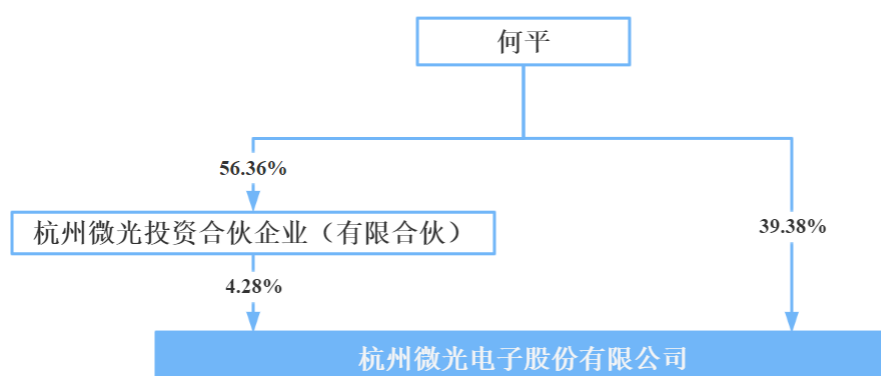 何平
56.36%
杭州微光投资合伙企业（有限合伙）
39.38%
4.28%
杭州微光电子股份有限公司